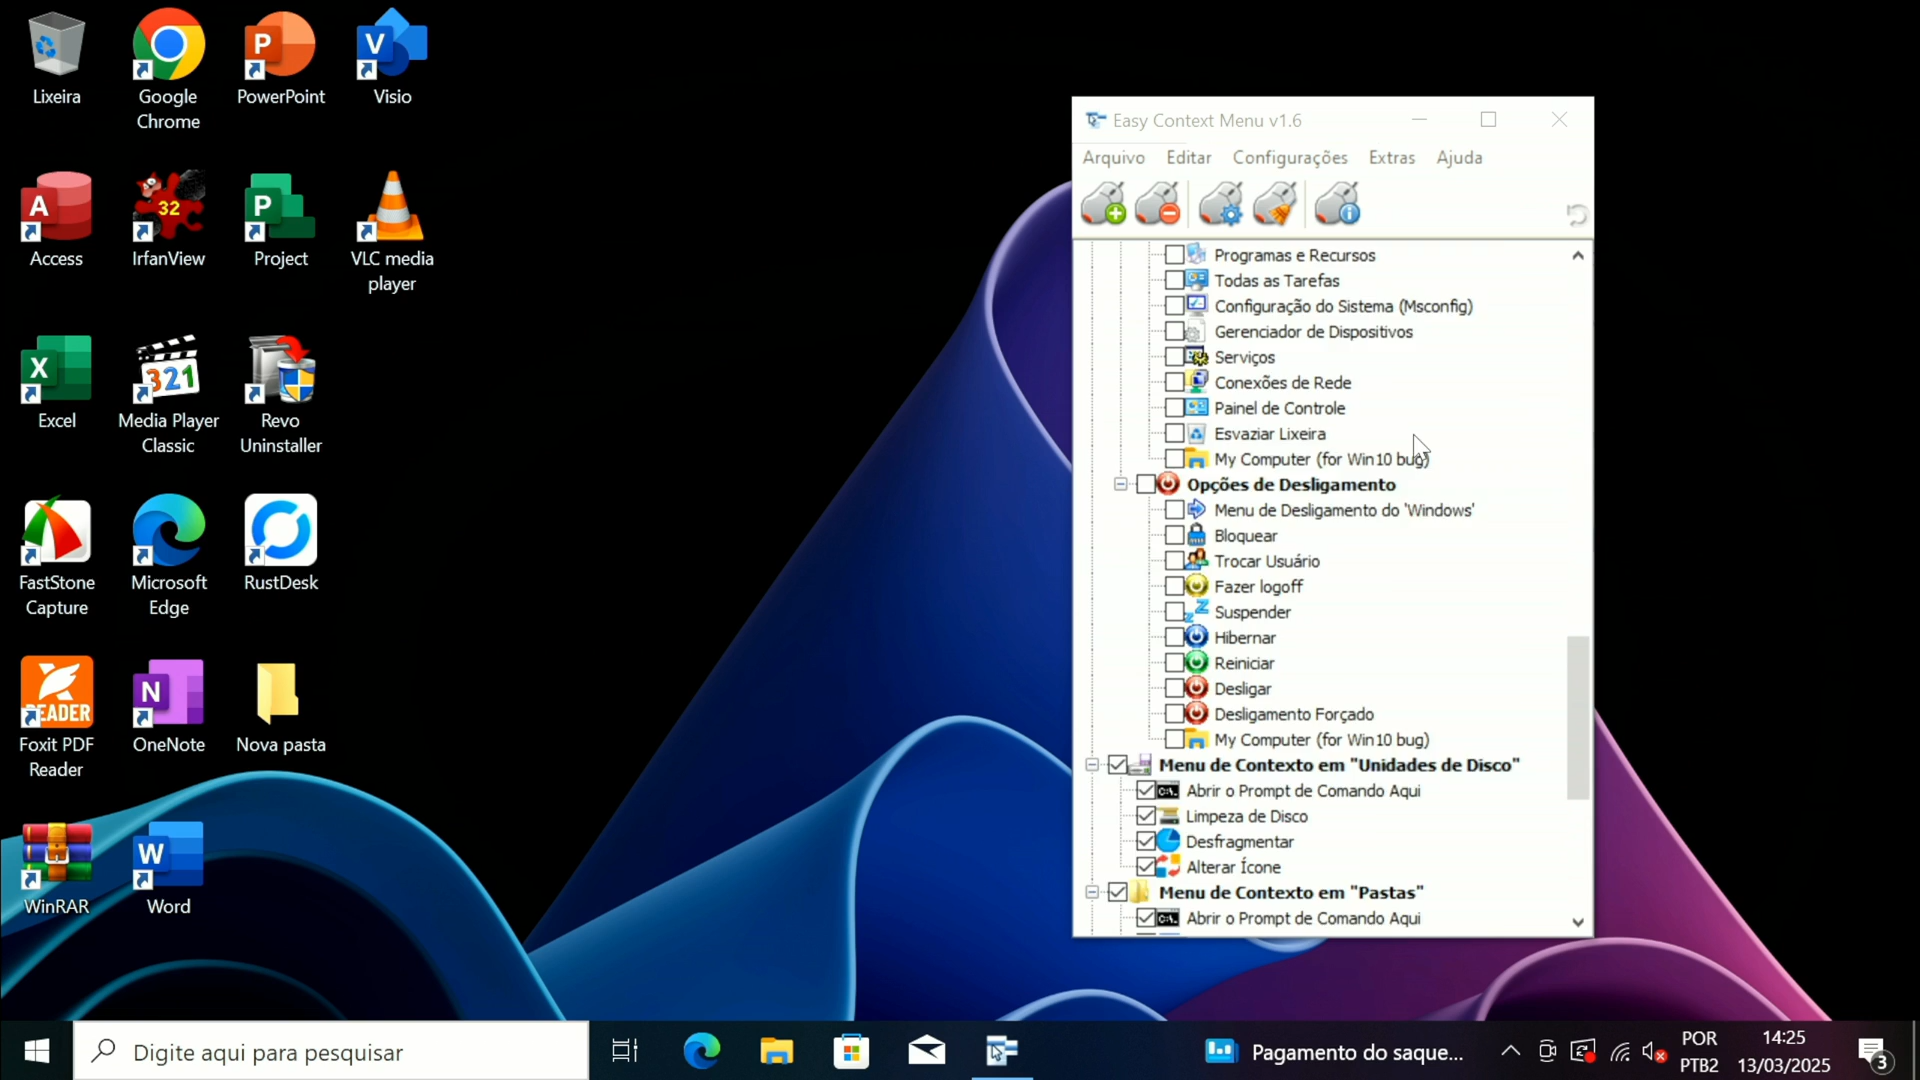 Lixeira
Google
Chrome
PowerPoint
Visio
Access
IrfanView
Project
VLC media
player
Excel
Media Player
Classic
Revo
Uninstaller
FastStone
Capture
Microsoft
Edge
RustDesk
Foxit PDF
Reader
OneNote
Nova pasta
WinRAR
Word
P
V
A
32
P
X
321
READER
N
W
Easy Context Menu v1.6
Arquivo Editar Configurações Extras Ajuda
Programas e Recursos
Todas as Tarefas
Configuração do Sistema (Msconfig)
Gerenciador de Dispositivos
Serviços
Conexões de Rede
Painel de Controle
Esvaziar Lixeira
My Computer (for Win10 bug)
Opções de Desligamento
Menu de Desligamento do 'Windows'
Bloquear
Trocar Usuário
Fazer logoff
Suspender
Hibernar
Reiniciar
Desligar
Desligamento Forçado
My Computer (for Win10 bug)
Menu de Contexto em "Unidades de Disco"
Abrir o Prompt de Comando Aqui
Limpeza de Disco
Desfragmentar
Alterar Ícone
Menu de Contexto em "Pastas"
Abrir o Prompt de Comando Aqui
Digite aqui para pesquisar
Pagamento do saque...
POR
PTB2
14:25
13/03/2025
3